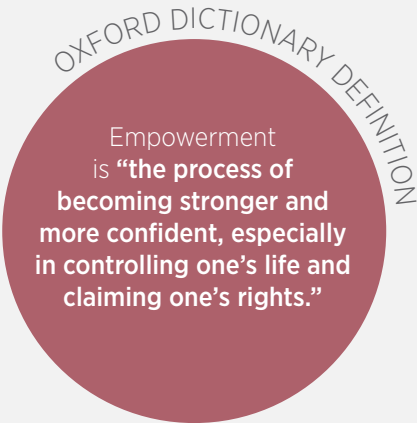 OXFORD DICTIONARY DEFINITION
Empowerment
is “the process of
becoming stronger and
more confident, especially
in controlling one’s life and
claiming one’s rights.”